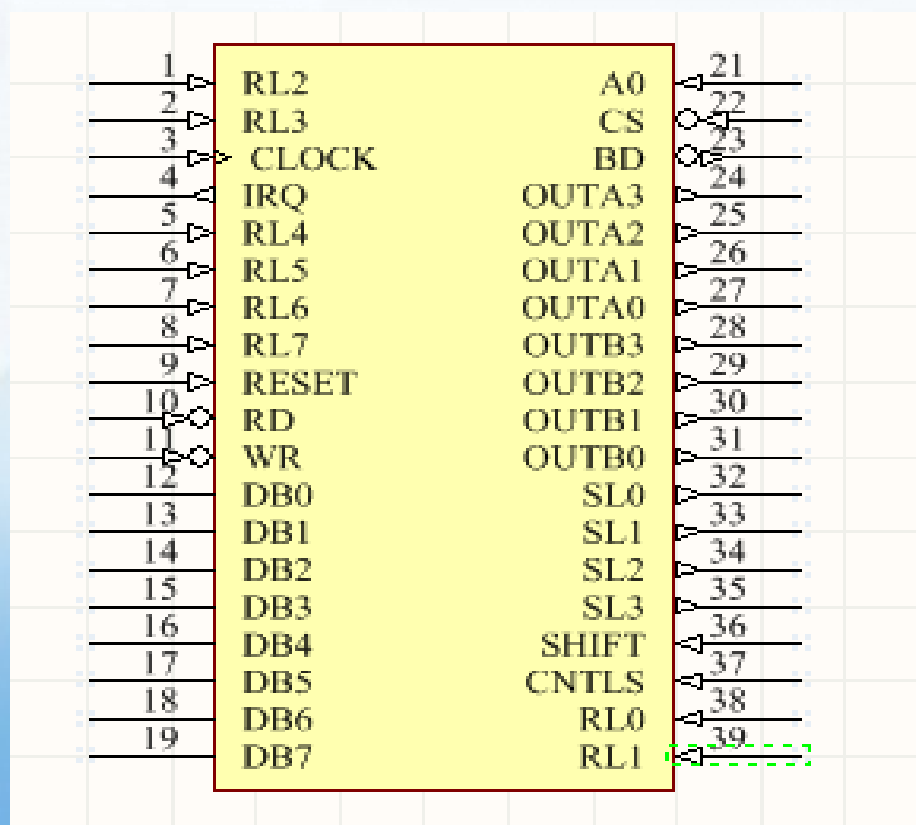 1 RL2 A0 21
2 RL3 CS 22
3 CLOCK BD 23
4 IRQ OUTA3 24
5 RL4 OUTA2 25
6 RL5 OUTA1 26
7 RL6 OUTA0 27
8 RL7 OUTB3 28
9 RESET OUTB2 29
10 RD OUTB1 30
11 WR OUTB0 31
12 DB0 SL0 32
13 DB1 SL1 33
14 DB2 SL2 34
15 DB3 SL3 35
16 DB4 SHIFT 36
17 DB5 CNTLS 37
18 DB6 RL0 38
19 DB7 RL1 39